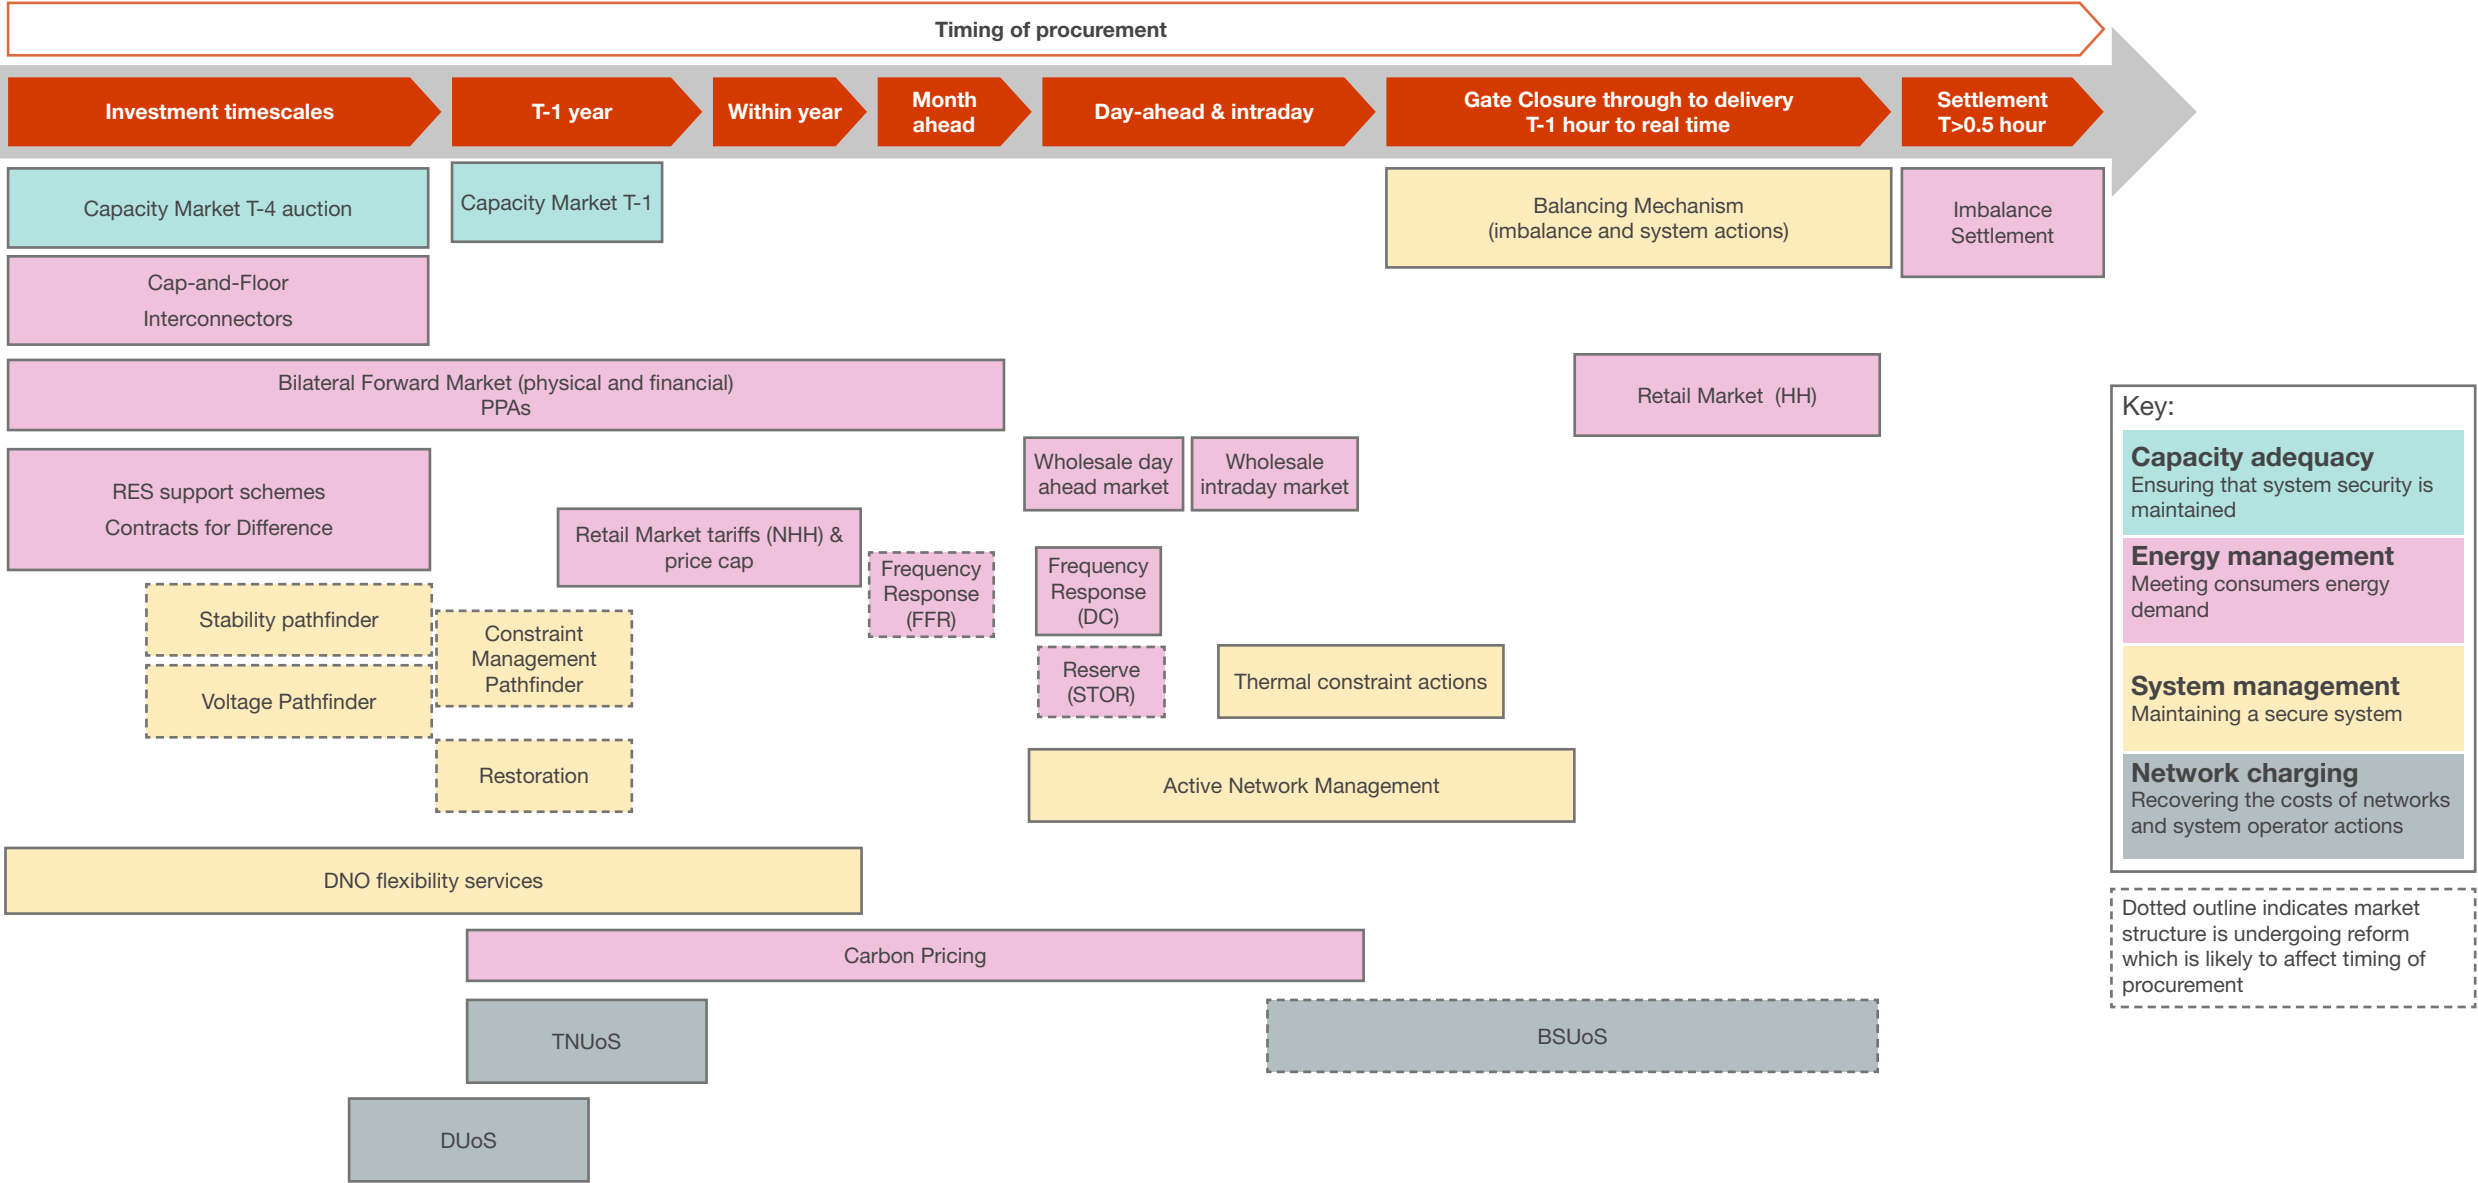 Timing of procurement
Investment timescales
T-1 year
Within year
Month
ahead
Day-ahead & intraday
Gate Closure through to delivery
T-1 hour to real time
Settlement
T>0.5 hour
Capacity Market T-4 auction
Capacity Market T-1
Balancing Mechanism
(imbalance and system actions)
Imbalance
Settlement
Cap-and-Floor
Interconnectors
Bilateral Forward Market (physical and financial)
PPAs
Retail Market (HH)
RES support schemes
Contracts for Difference
Wholesale day
ahead market
Wholesale
intraday market
Retail Market tariffs (NHH) &
price cap
Frequency
Response
(FFR)
Frequency
Response
(DC)
Stability pathfinder
Constraint
Management
Pathfinder
Voltage Pathfinder
Reserve
(STOR)
Thermal constraint actions
Restoration
Active Network Management
DNO flexibility services
Carbon Pricing
TNUoS
BSUoS
DUoS
Key:
Capacity adequacy
Ensuring that system security is
maintained
Energy management
Meeting consumers energy
demand
System management
Maintaining a secure system
Network charging
Recovering the costs of networks
and system operator actions
Dotted outline indicates market
structure is undergoing reform
which is likely to affect timing of
procurement